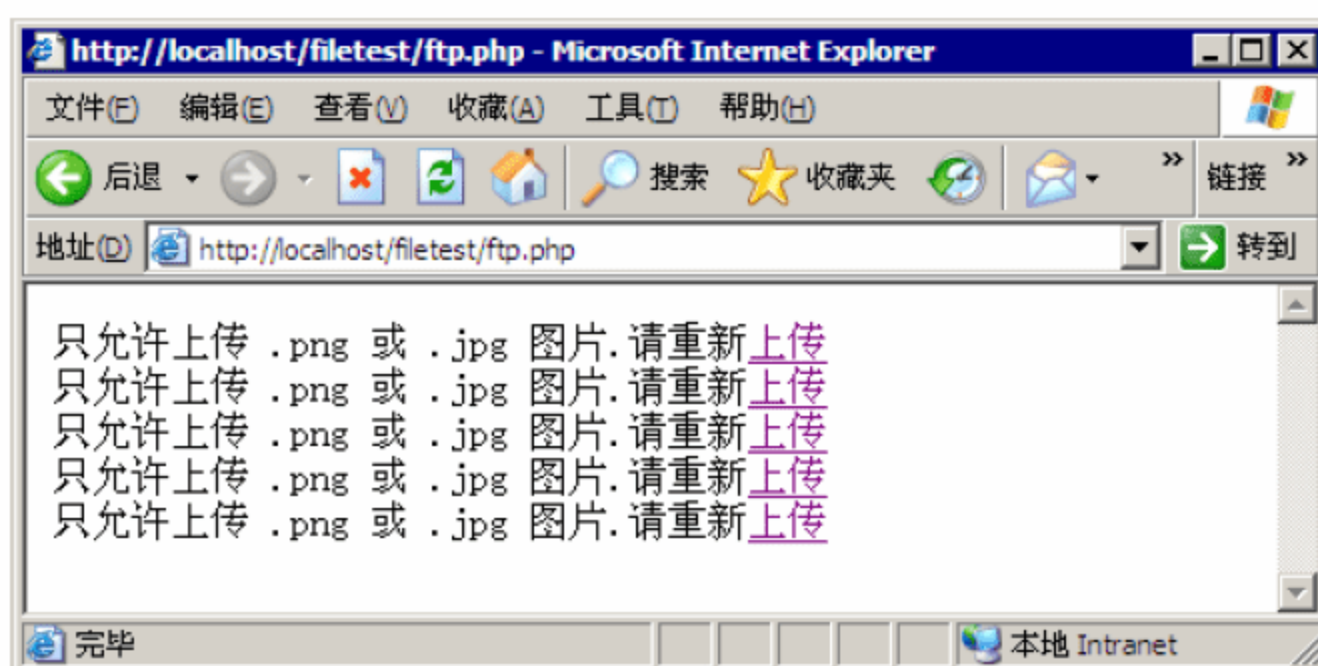 http://localhost/filetest/ftp.php - Microsoft Internet Explorer
文件(F) 编辑(E) 查看(V) 收藏(A) 工具(T) 帮助(H)
后退 搜索 收藏夹 » 链接 »
地址(D) http://localhost/filetest/ftp.php 转到
只允许上传 .png 或 .jpg 图片.请重新上传
只允许上传 .png 或 .jpg 图片.请重新上传
只允许上传 .png 或 .jpg 图片.请重新上传
只允许上传 .png 或 .jpg 图片.请重新上传
只允许上传 .png 或 .jpg 图片.请重新上传
完毕 本地 Intranet